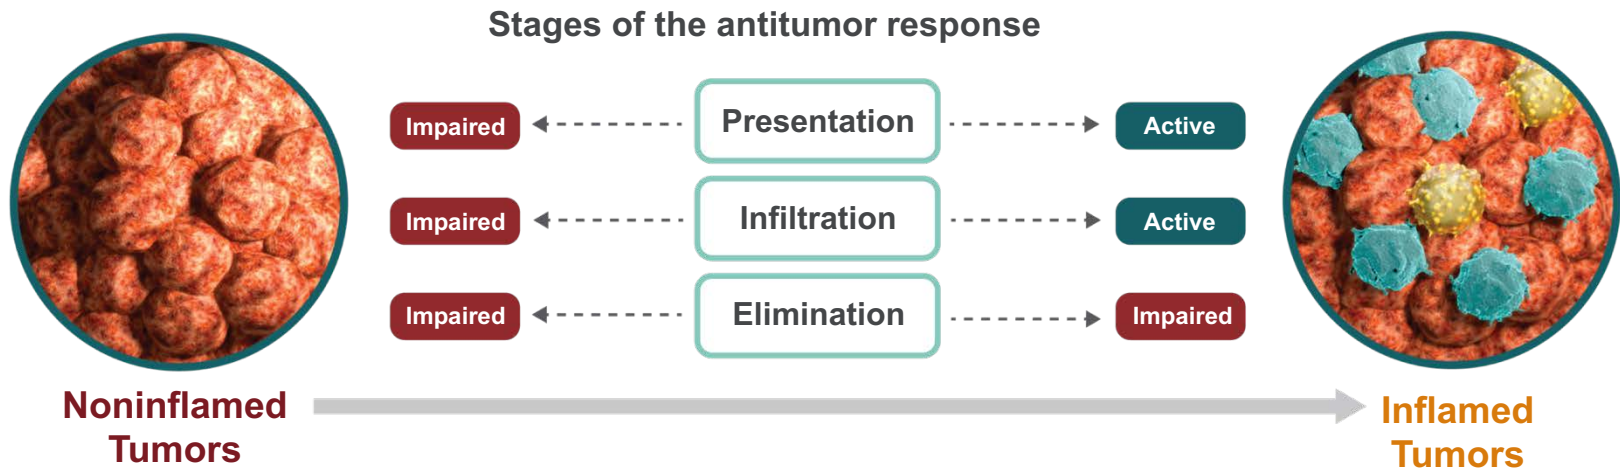 Stages of the antitumor response
Impaired
Presentation
Active
Impaired
Infiltration
Active
Impaired
Elimination
Impaired
Noninflamed
Tumors
Inflamed
Tumors